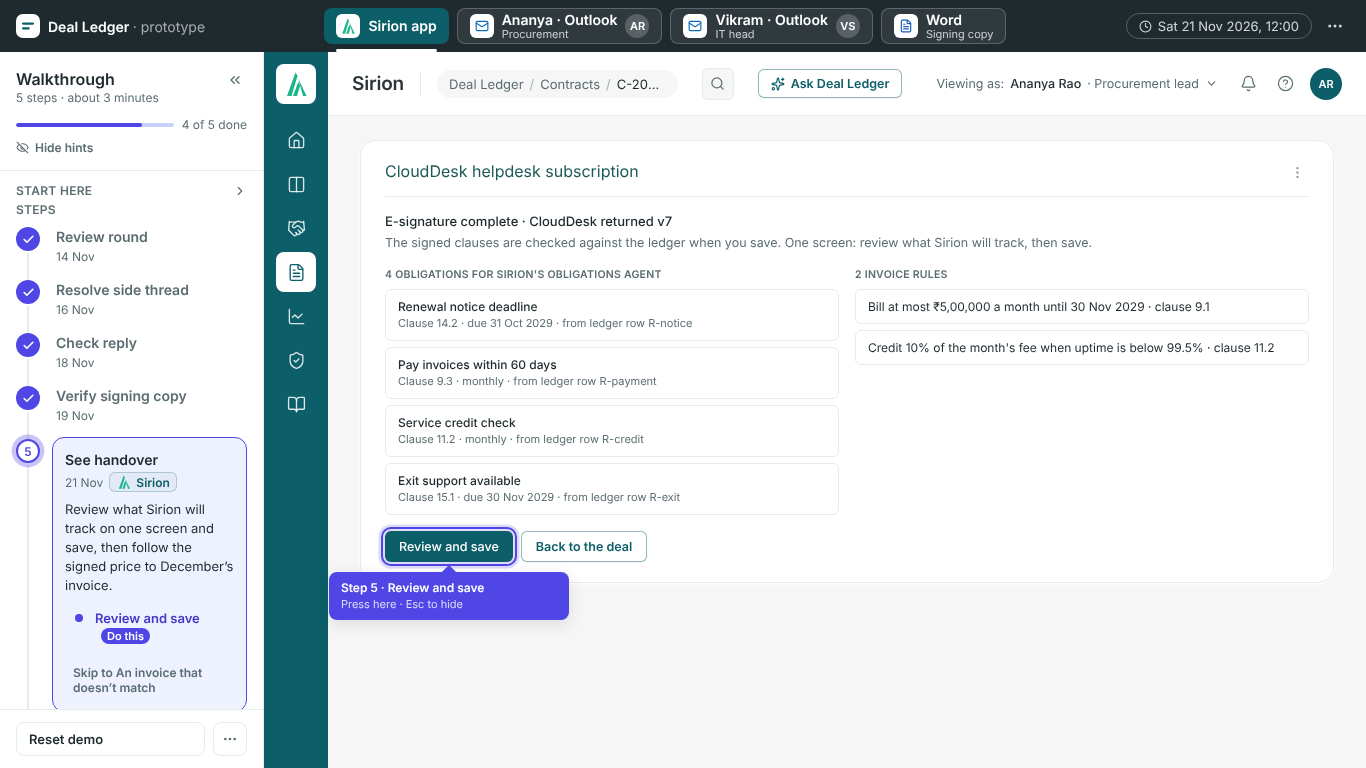 Deal Ledger · prototype
Sirion app
Ananya · Outlook
Procurement
AR
Vikram · Outlook
IT head
VS
Word
Signing copy
Sat 21 Nov 2026, 12:00
Walkthrough
5 steps · about 3 minutes
4 of 5 done
Hide hints
START HERE
STEPS
Review round
14 Nov
Resolve side thread
16 Nov
Check reply
18 Nov
Verify signing copy
19 Nov
5
See handover
21 Nov
Sirion
Review what Sirion will
track on one screen and
save, then follow the
signed price to December’s
invoice.
Review and save
Do this
Skip to An invoice that
doesn’t match
Reset demo
Sirion
Deal Ledger / Contracts / C-20...
Ask Deal Ledger
Viewing as: Ananya Rao · Procurement lead
AR
CloudDesk helpdesk subscription
E-signature complete · CloudDesk returned v7
The signed clauses are checked against the ledger when you save. One screen: review what Sirion will track, then save.
4 OBLIGATIONS FOR SIRION'S OBLIGATIONS AGENT
Renewal notice deadline
Clause 14.2 · due 31 Oct 2029 · from ledger row R-notice
Pay invoices within 60 days
Clause 9.3 · monthly · from ledger row R-payment
Service credit check
Clause 11.2 · monthly · from ledger row R-credit
Exit support available
Clause 15.1 · due 30 Nov 2029 · from ledger row R-exit
2 INVOICE RULES
Bill at most ₹5,00,000 a month until 30 Nov 2029 · clause 9.1
Credit 10% of the month's fee when uptime is below 99.5% · clause 11.2
Review and save
Back to the deal
Step 5 · Review and save
Press here · Esc to hide